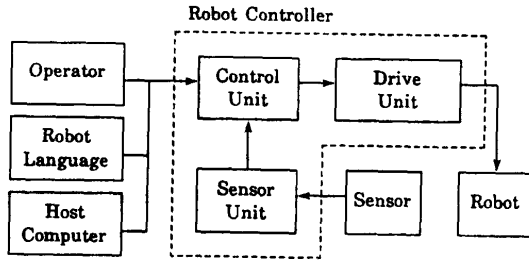 Robot Controller
Operator
Control
Unit
Drive
Unit
Robot
Language
Host
Computer
Sensor
Unit
Sensor
Robot